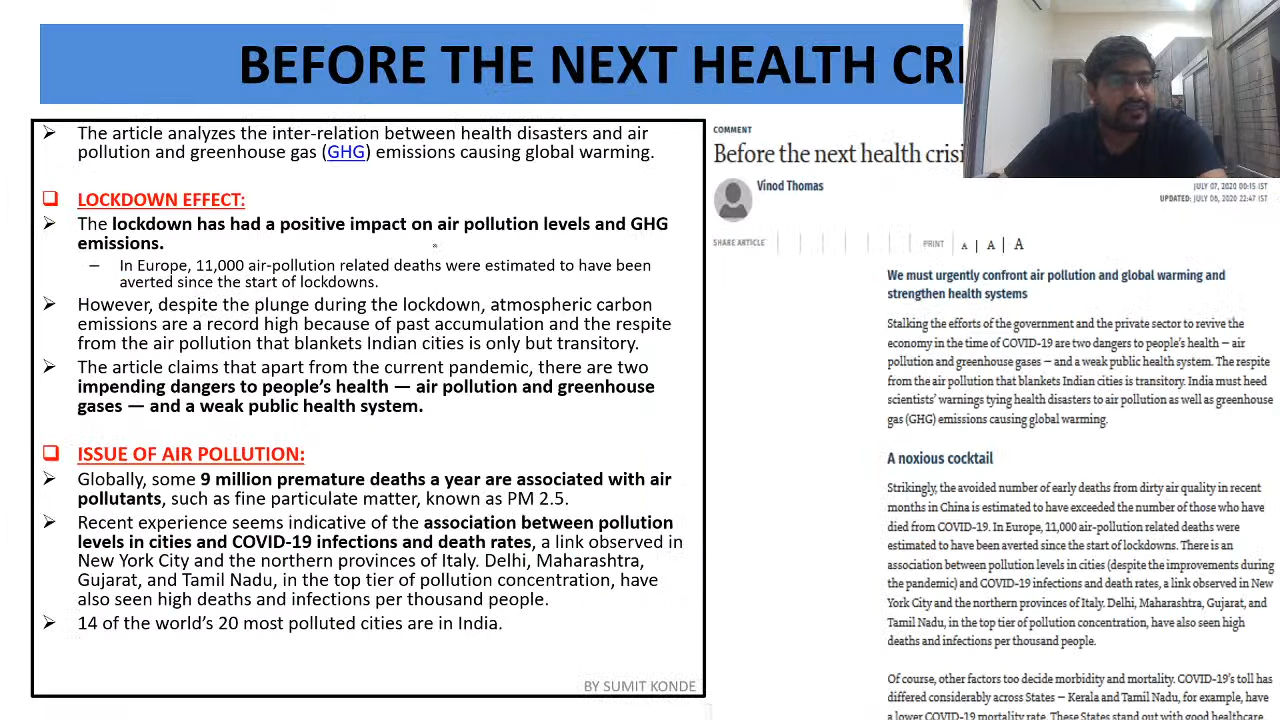 BEFORE THE NEXT HEALTH
The article analyzes the inter-relation between health disasters and air
pollution and greenhouse gas (GHG) emissions causing global warming.
LOCKDOWN EFFECT:
The lockdown has had a positive impact on air pollution levels and GHG
emissions.
– In Europe, 11,000 air-pollution related deaths were estimated to have been
averted since the start of lockdowns.
However, despite the plunge during the lockdown, atmospheric carbon
emissions are a record high because of past accumulation and the respite
from the air pollution that blankets Indian cities is only but transitory.
The article claims that apart from the current pandemic, there are two
impending dangers to people's health — air pollution and greenhouse
gases — and a weak public health system.
ISSUE OF AIR POLLUTION:
Globally, some 9 million premature deaths a year are associated with air
pollutants, such as fine particulate matter, known as PM 2.5.
Recent experience seems indicative of the association between pollution
levels in cities and COVID-19 infections and death rates, a link observed in
New York City and the northern provinces of Italy. Delhi, Maharashtra,
Gujarat, and Tamil Nadu, in the top tier of pollution concentration, have
also seen high deaths and infections per thousand people.
14 of the world's 20 most polluted cities are in India.
BY SUMIT KONDE
COMMENT
Before the next health
Vinod Thomas
JULY 07, 2020 00:15 IST
UPDATED: JULY 06, 2020 22:47 IST
SHARE ARTICLE PRINT A | A | A
We must urgently confront air pollution and global warming and
strengthen health systems
Stalking the efforts of the government and the private sector to revive the
economy in the time of COVID-19 are two dangers to people's health — air
pollution and greenhouse gases — and a weak public health system. The respite
from the air pollution that blankets Indian cities is transitory. India must heed
scientists' warnings tying health disasters to air pollution as well as greenhouse
gas (GHG) emissions causing global warming.
A noxious cocktail
Strikingly, the avoided number of early deaths from dirty air quality in recent
months in China is estimated to have exceeded the number of those who have
died from COVID-19. In Europe, 11,000 air-pollution related deaths were
estimated to have been averted since the start of lockdowns. There is an
association between pollution levels in cities (despite the improvements during
the pandemic) and COVID-19 infections and death rates, a link observed in New
York City and the northern provinces of Italy. Delhi, Maharashtra, Gujarat, and
Tamil Nadu, in the top tier of pollution concentration, have also seen high
deaths and infections per thousand people.
Of course, other factors too decide morbidity and mortality. COVID-19's toll has
differed considerably across States — Kerala and Tamil Nadu, for example, have
a lower COVID-19 mortality rate. These States stand out with good healthcare